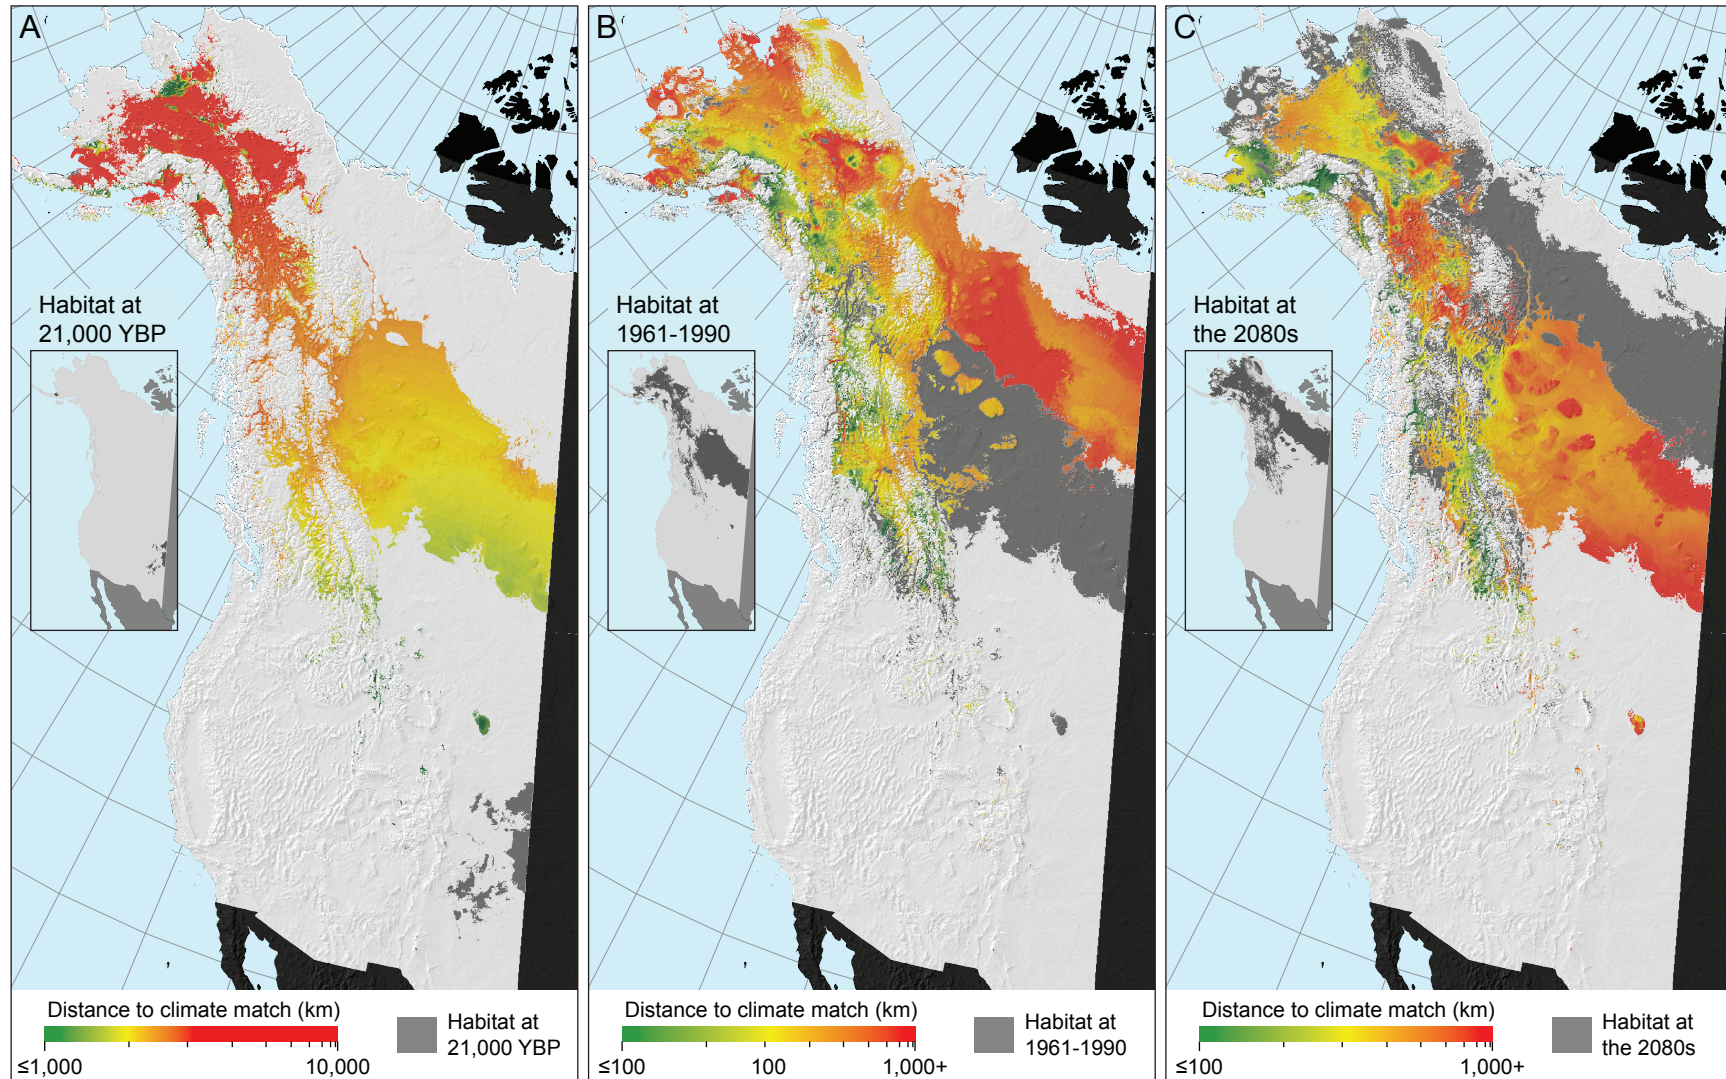 A
Habitat at
21,000 YBP
Distance to climate match (km)
≤1,000
10,000
Habitat at
21,000 YBP
B
Habitat at
1961-1990
Distance to climate match (km)
≤100
100
1,000+
Habitat at
1961-1990
C
Habitat at
the 2080s
Distance to climate match (km)
≤100
1,000+
Habitat at
the 2080s